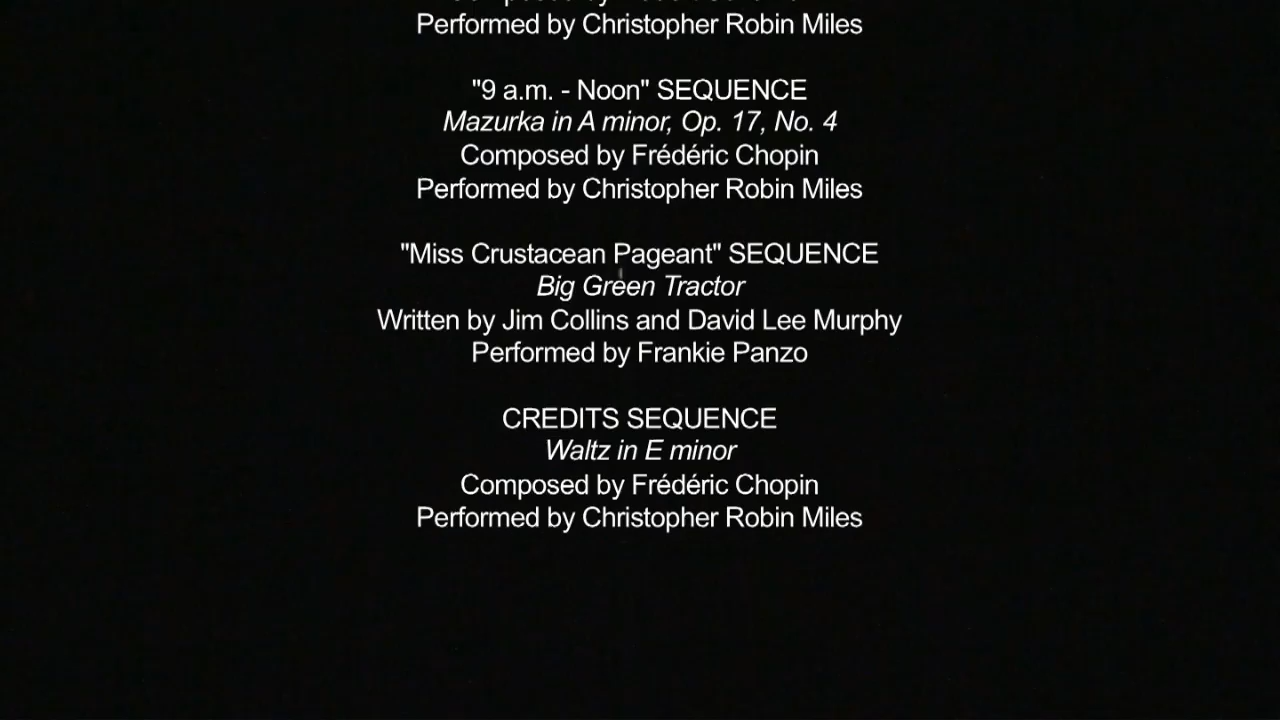 Performed by Christopher Robin Miles
"9 a.m. - Noon" SEQUENCE
Mazurka in A minor, Op. 17, No. 4
Composed by Frédéric Chopin
Performed by Christopher Robin Miles
"Miss Crustacean Pageant" SEQUENCE
Big Green Tractor
Written by Jim Collins and David Lee Murphy
Performed by Frankie Panzo
CREDITS SEQUENCE
Waltz in E minor
Composed by Frédéric Chopin
Performed by Christopher Robin Miles